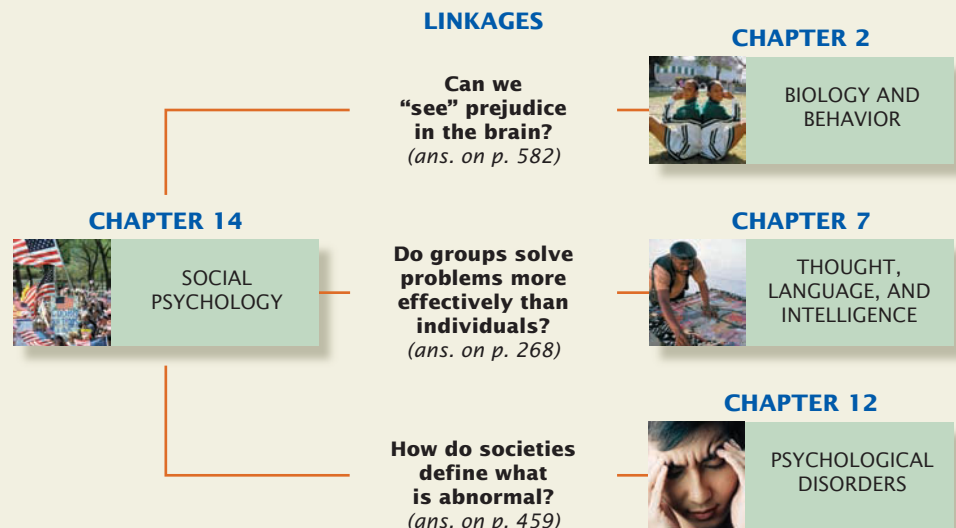 LINKAGES
CHAPTER 2
Can we
“see” prejudice
in the brain?
(ans. on p. 582)
BIOLOGY AND
BEHAVIOR
CHAPTER 14
SOCIAL
PSYCHOLOGY
Do groups solve
problems more
effectively than
individuals?
(ans. on p. 268)
CHAPTER 7
THOUGHT,
LANGUAGE, AND
INTELLIGENCE
CHAPTER 12
How do societies
define what
is abnormal?
(ans. on p. 459)
PSYCHOLOGICAL
DISORDERS